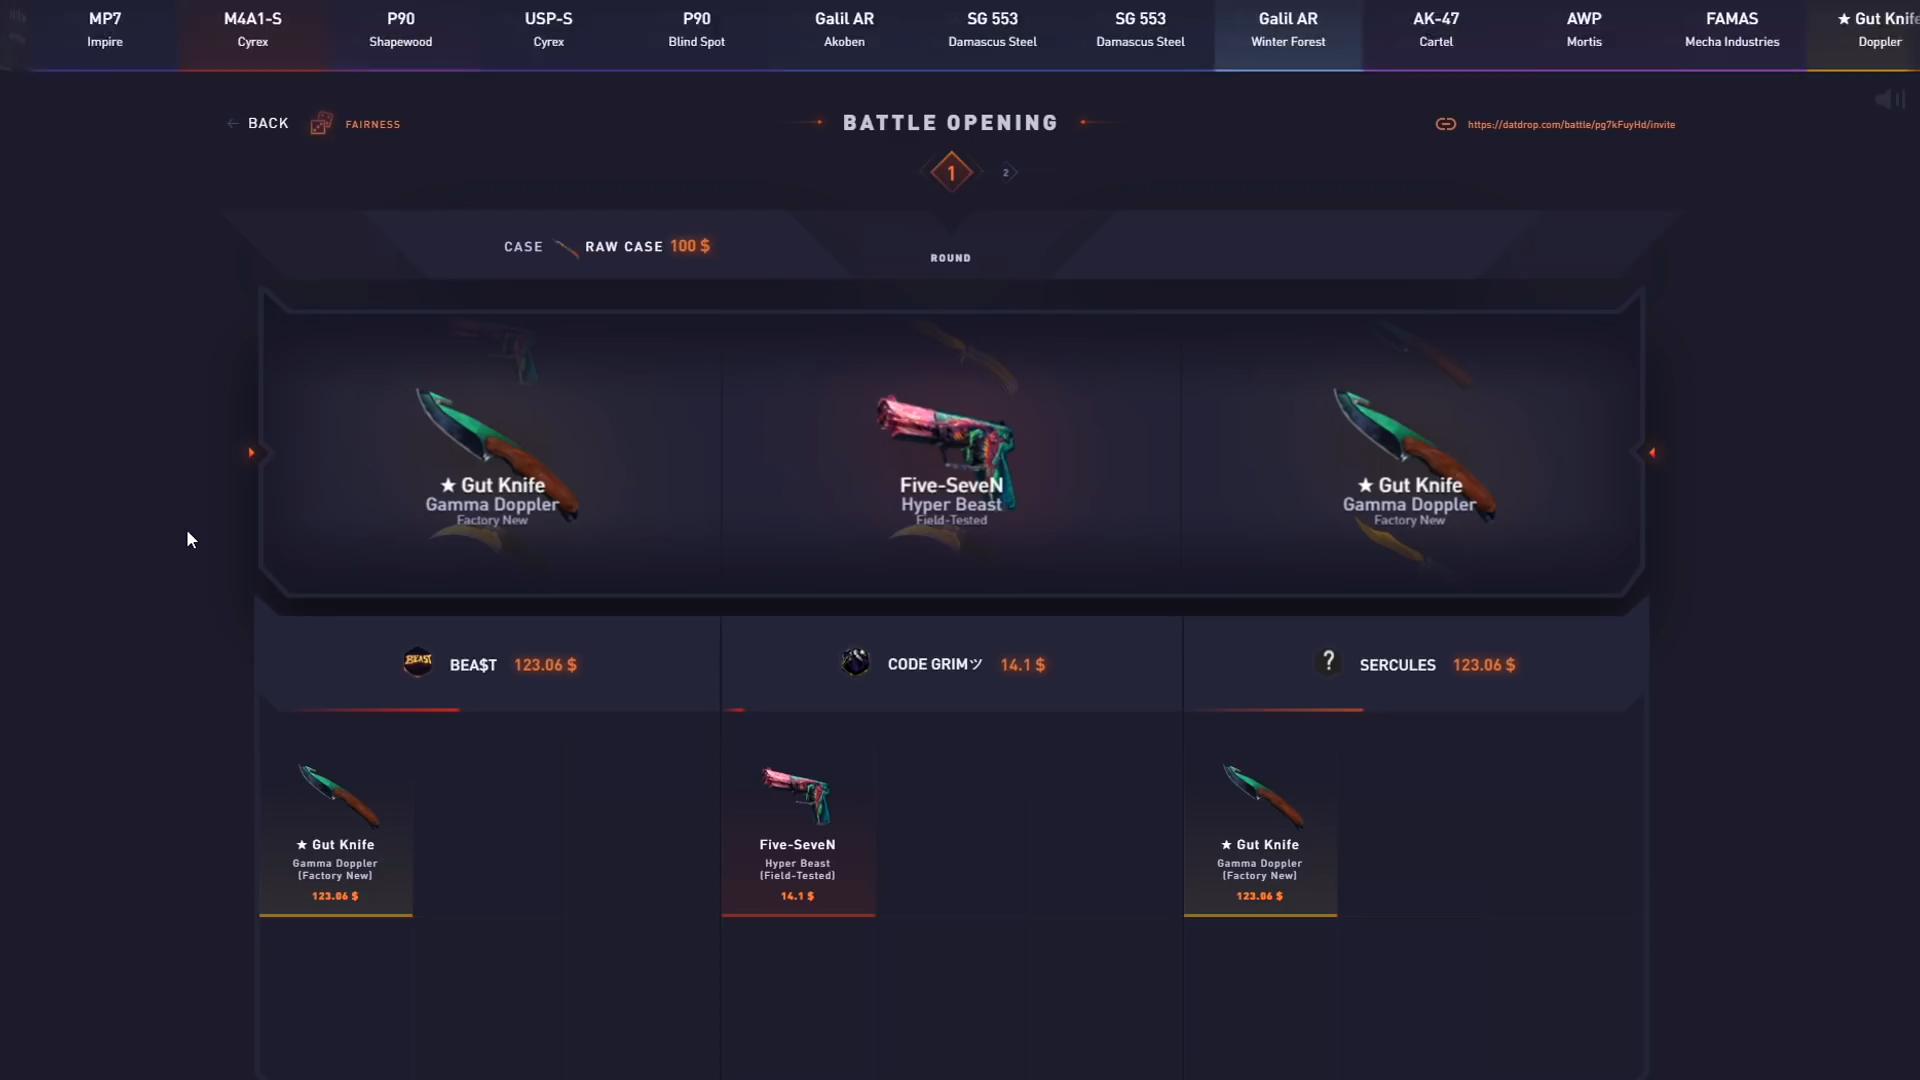 MP7
Impire
M4A1-S
Cyrex
P90
Shapewood
USP-S
Cyrex
P90
Blind Spot
Galil AR
Akoben
SG 553
Damascus Steel
SG 553
Damascus Steel
Galil AR
Winter Forest
AK-47
Cartel
AWP
Mortis
FAMAS
Mecha Industries
★ Gut Knife
Doppler
← BACK
FAIRNESS
BATTLE OPENING
https://datdrop.com/battle/pg7kFuyHd/invite
1
2
CASE RAW CASE 100 $
ROUND
★ Gut Knife
Gamma Doppler
Factory New
Five-SeveN
Hyper Beast
Field-Tested
★ Gut Knife
Gamma Doppler
Factory New
BEAST
BEA$T 123.06 $
CODE GRIMツ 14.1 $
? SERCULES 123.06 $
★ Gut Knife
Gamma Doppler
(Factory New)
123.06 $
Five-SeveN
Hyper Beast
(Field-Tested)
14.1 $
★ Gut Knife
Gamma Doppler
(Factory New)
123.06 $